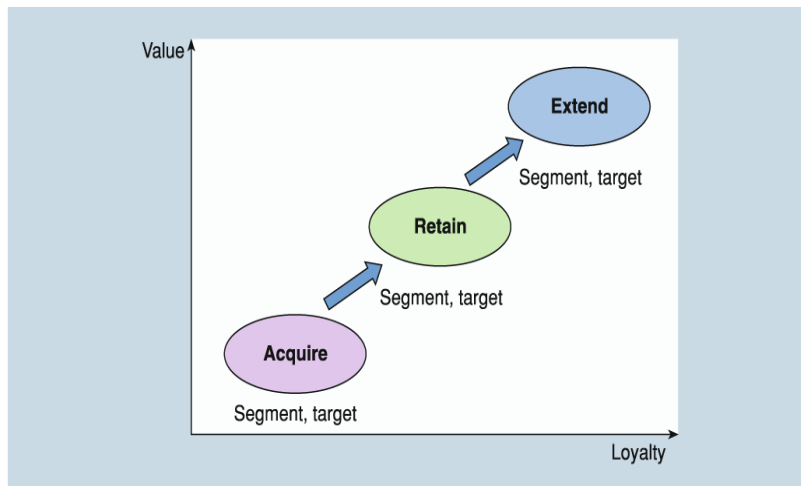 Value
Extend
Segment, target
Retain
Segment, target
Acquire
Segment, target
Loyalty